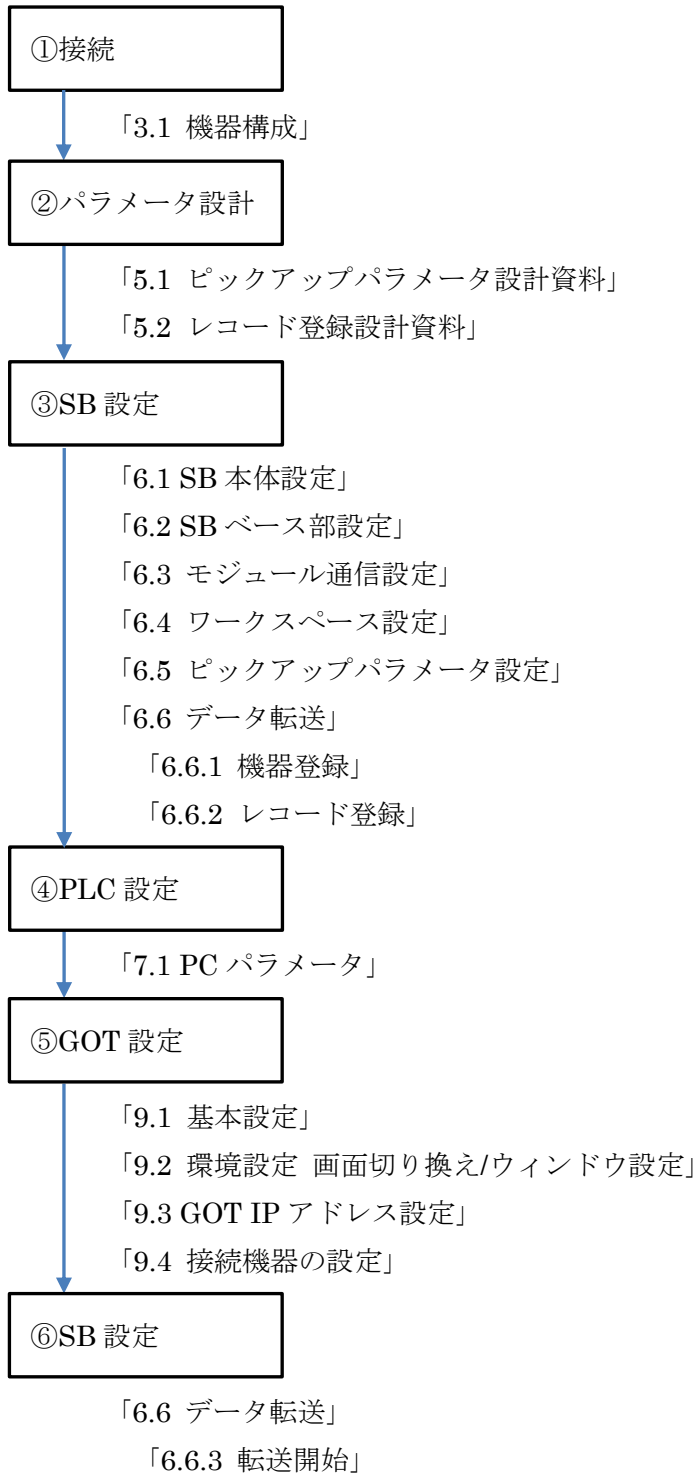 ①接続
「3.1 機器構成」
②パラメータ設計
「5.1 ピックアップパラメータ設計資料」
「5.2 レコード登録設計資料」
③SB 設定
「6.1 SB 本体設定」
「6.2 SB ベース部設定」
「6.3 モジュール通信設定」
「6.4 ワークスペース設定」
「6.5 ピックアップパラメータ設定」
「6.6 データ転送」
「6.6.1 機器登録」
「6.6.2 レコード登録」
④PLC 設定
「7.1 PC パラメータ」
⑤GOT 設定
「9.1 基本設定」
「9.2 環境設定 画面切り換え/ウィンドウ設定」
「9.3 GOT IP アドレス設定」
「9.4 接続機器の設定」
⑥SB 設定
「6.6 データ転送」
「6.6.3 転送開始」